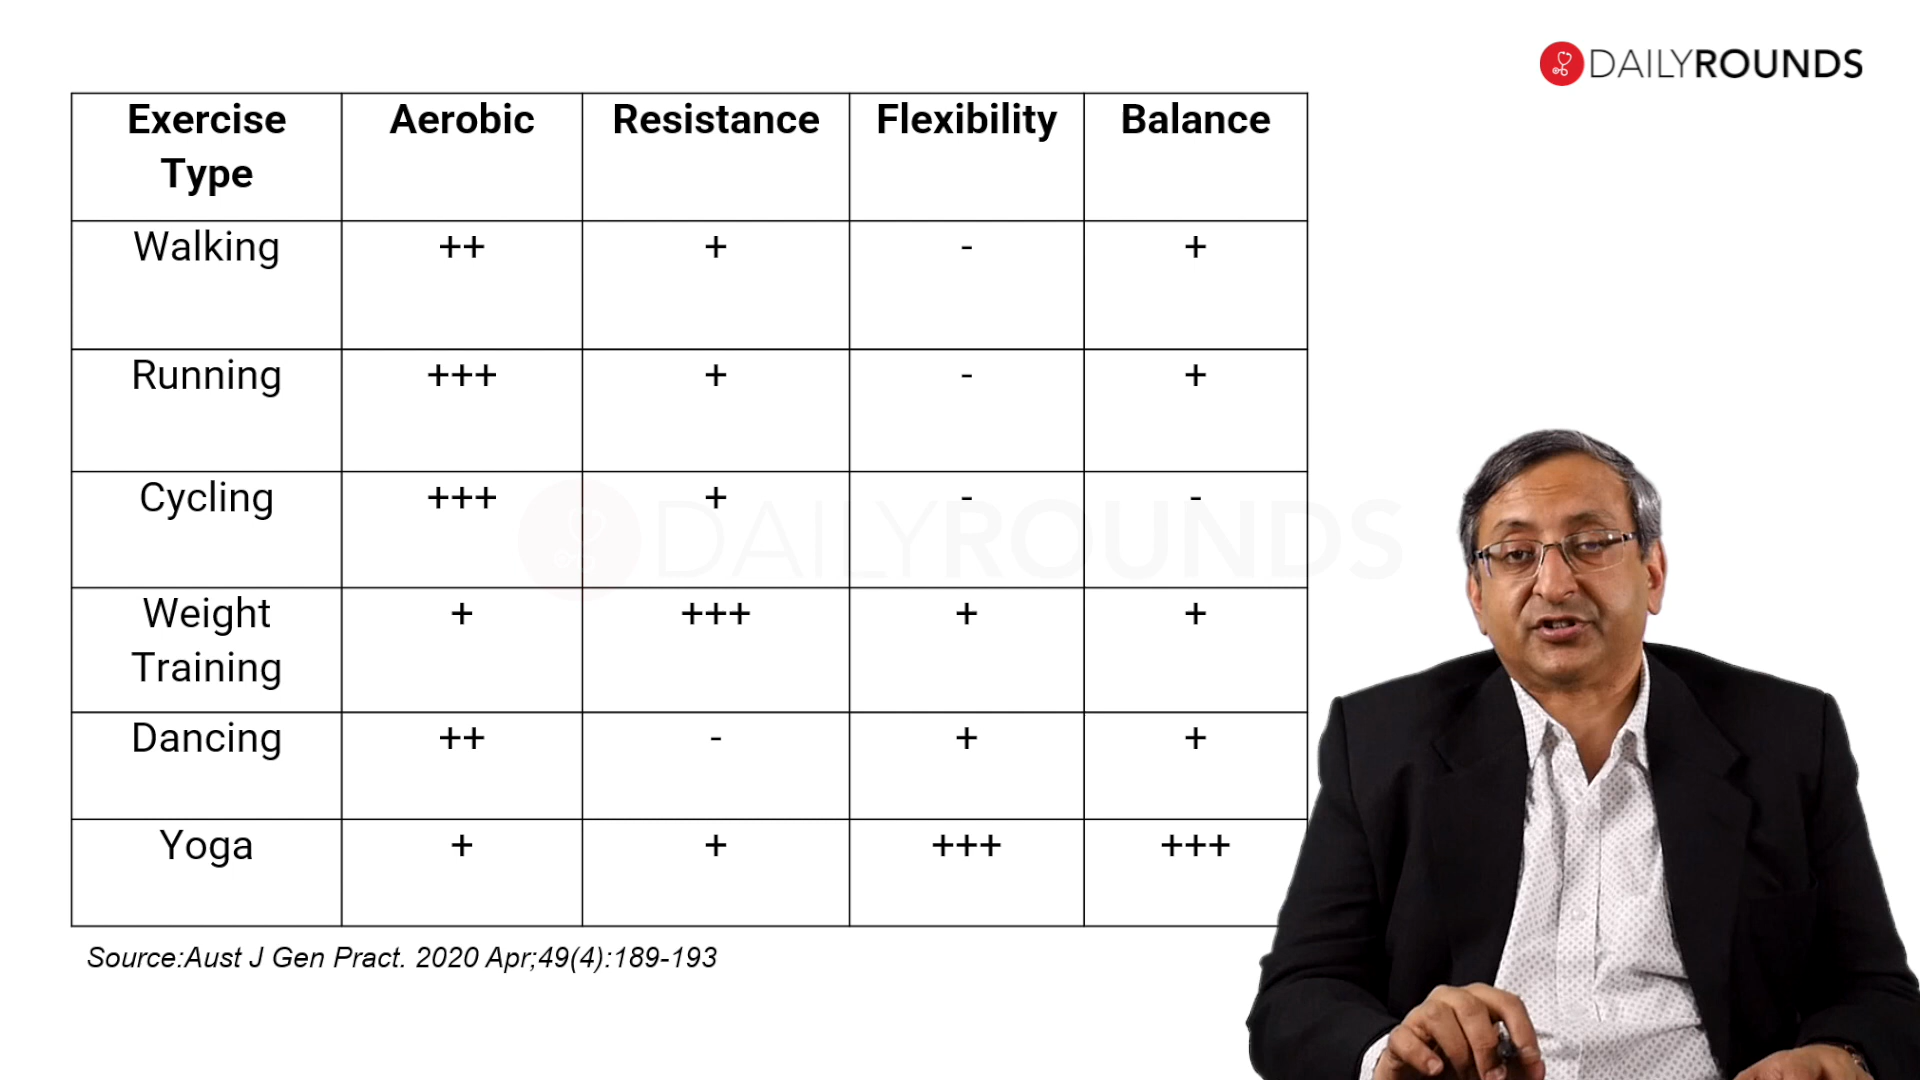 DAILYROUNDS
Exercise Type Aerobic Resistance Flexibility Balance
Walking ++ + - +
Running +++ + - +
Cycling +++ + - -
Weight Training + +++ + +
Dancing ++ - + +
Yoga + + +++ +++
DAILYROUNDS
Source:Aust J Gen Pract. 2020 Apr;49(4):189-193